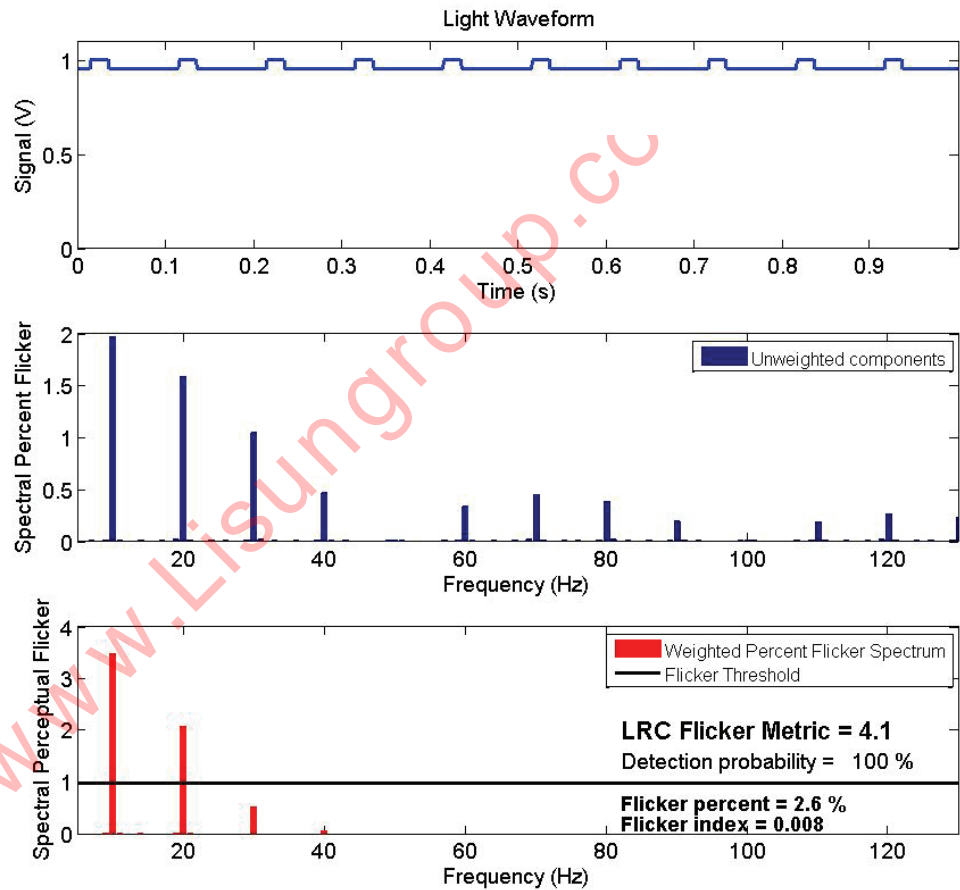 Light Waveform
Signal (V)
1
0.5
0
0 0.1 0.2 0.3 0.4 0.5 0.6 0.7 0.8 0.9
Time (s)
Spectral Percent Flicker
2
1.5
1
0.5
0
Unweighted components
20 40 60 80 100 120
Frequency (Hz)
Spectral Perceptual Flicker
4
3
2
1
0
Weighted Percent Flicker Spectrum
Flicker Threshold
LRC Flicker Metric = 4.1
Detection probability = 100 %
Flicker percent = 2.6 %
Flicker index = 0.008
20 40 60 80 100 120
Frequency (Hz)
www.Lisungroup.co